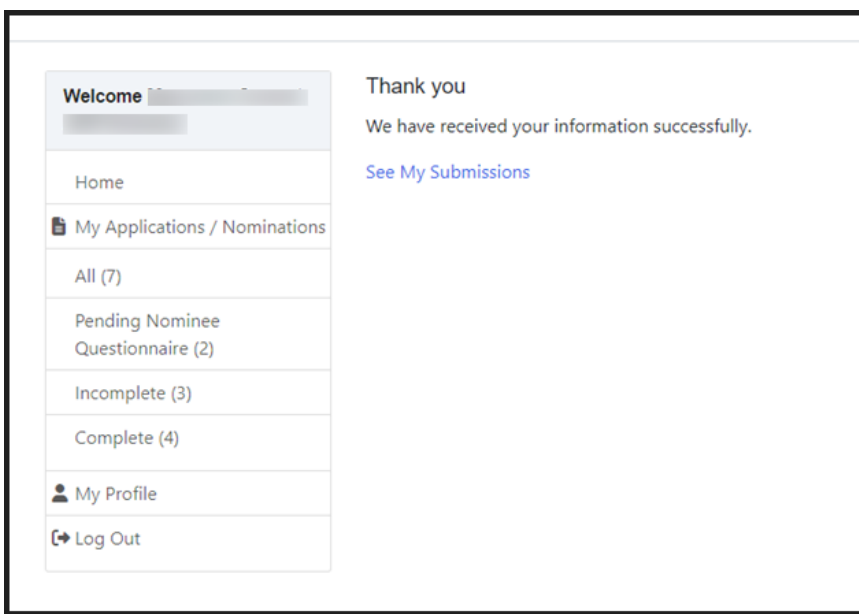 Welcome
Home
My Applications / Nominations
All (7)
Pending Nominee
Questionnaire (2)
Incomplete (3)
Complete (4)
My Profile
Log Out
Thank you
We have received your information successfully.
See My Submissions